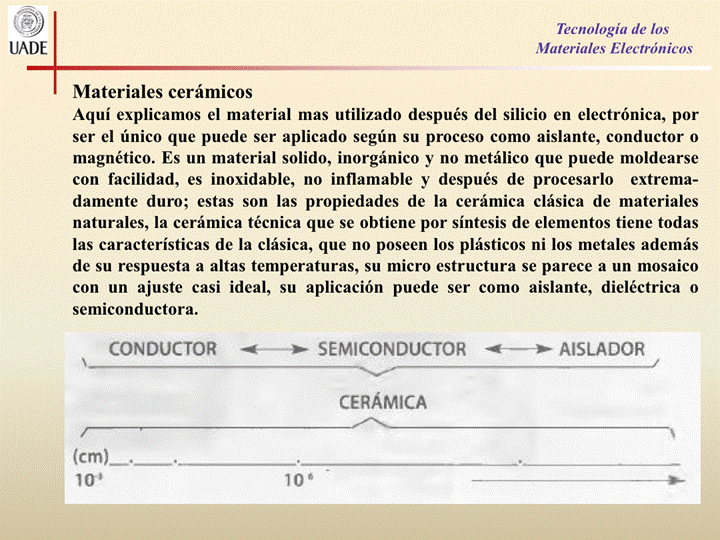 UADE
Tecnología de los
Materiales Electrónicos
Materiales cerámicos
Aquí explicamos el material mas utilizado después del silicio en electrónica, por
ser el único que puede ser aplicado según su proceso como aislante, conductor o
magnético. Es un material solido, inorgánico y no metálico que puede moldearse
con facilidad, es inoxidable, no inflamable y después de procesarlo extrema-
damente duro; estas son las propiedades de la cerámica clásica de materiales
naturales, la cerámica técnica que se obtiene por síntesis de elementos tiene todas
las características de la clásica, que no poseen los plásticos ni los metales además
de su respuesta a altas temperaturas, su micro estructura se parece a un mosaico
con un ajuste casi ideal, su aplicación puede ser como aislante, dieléctrica o
semiconductora.
CONDUCTOR SEMICONDUCTOR AISLADOR
CERÁMICA
(cm)
10 10